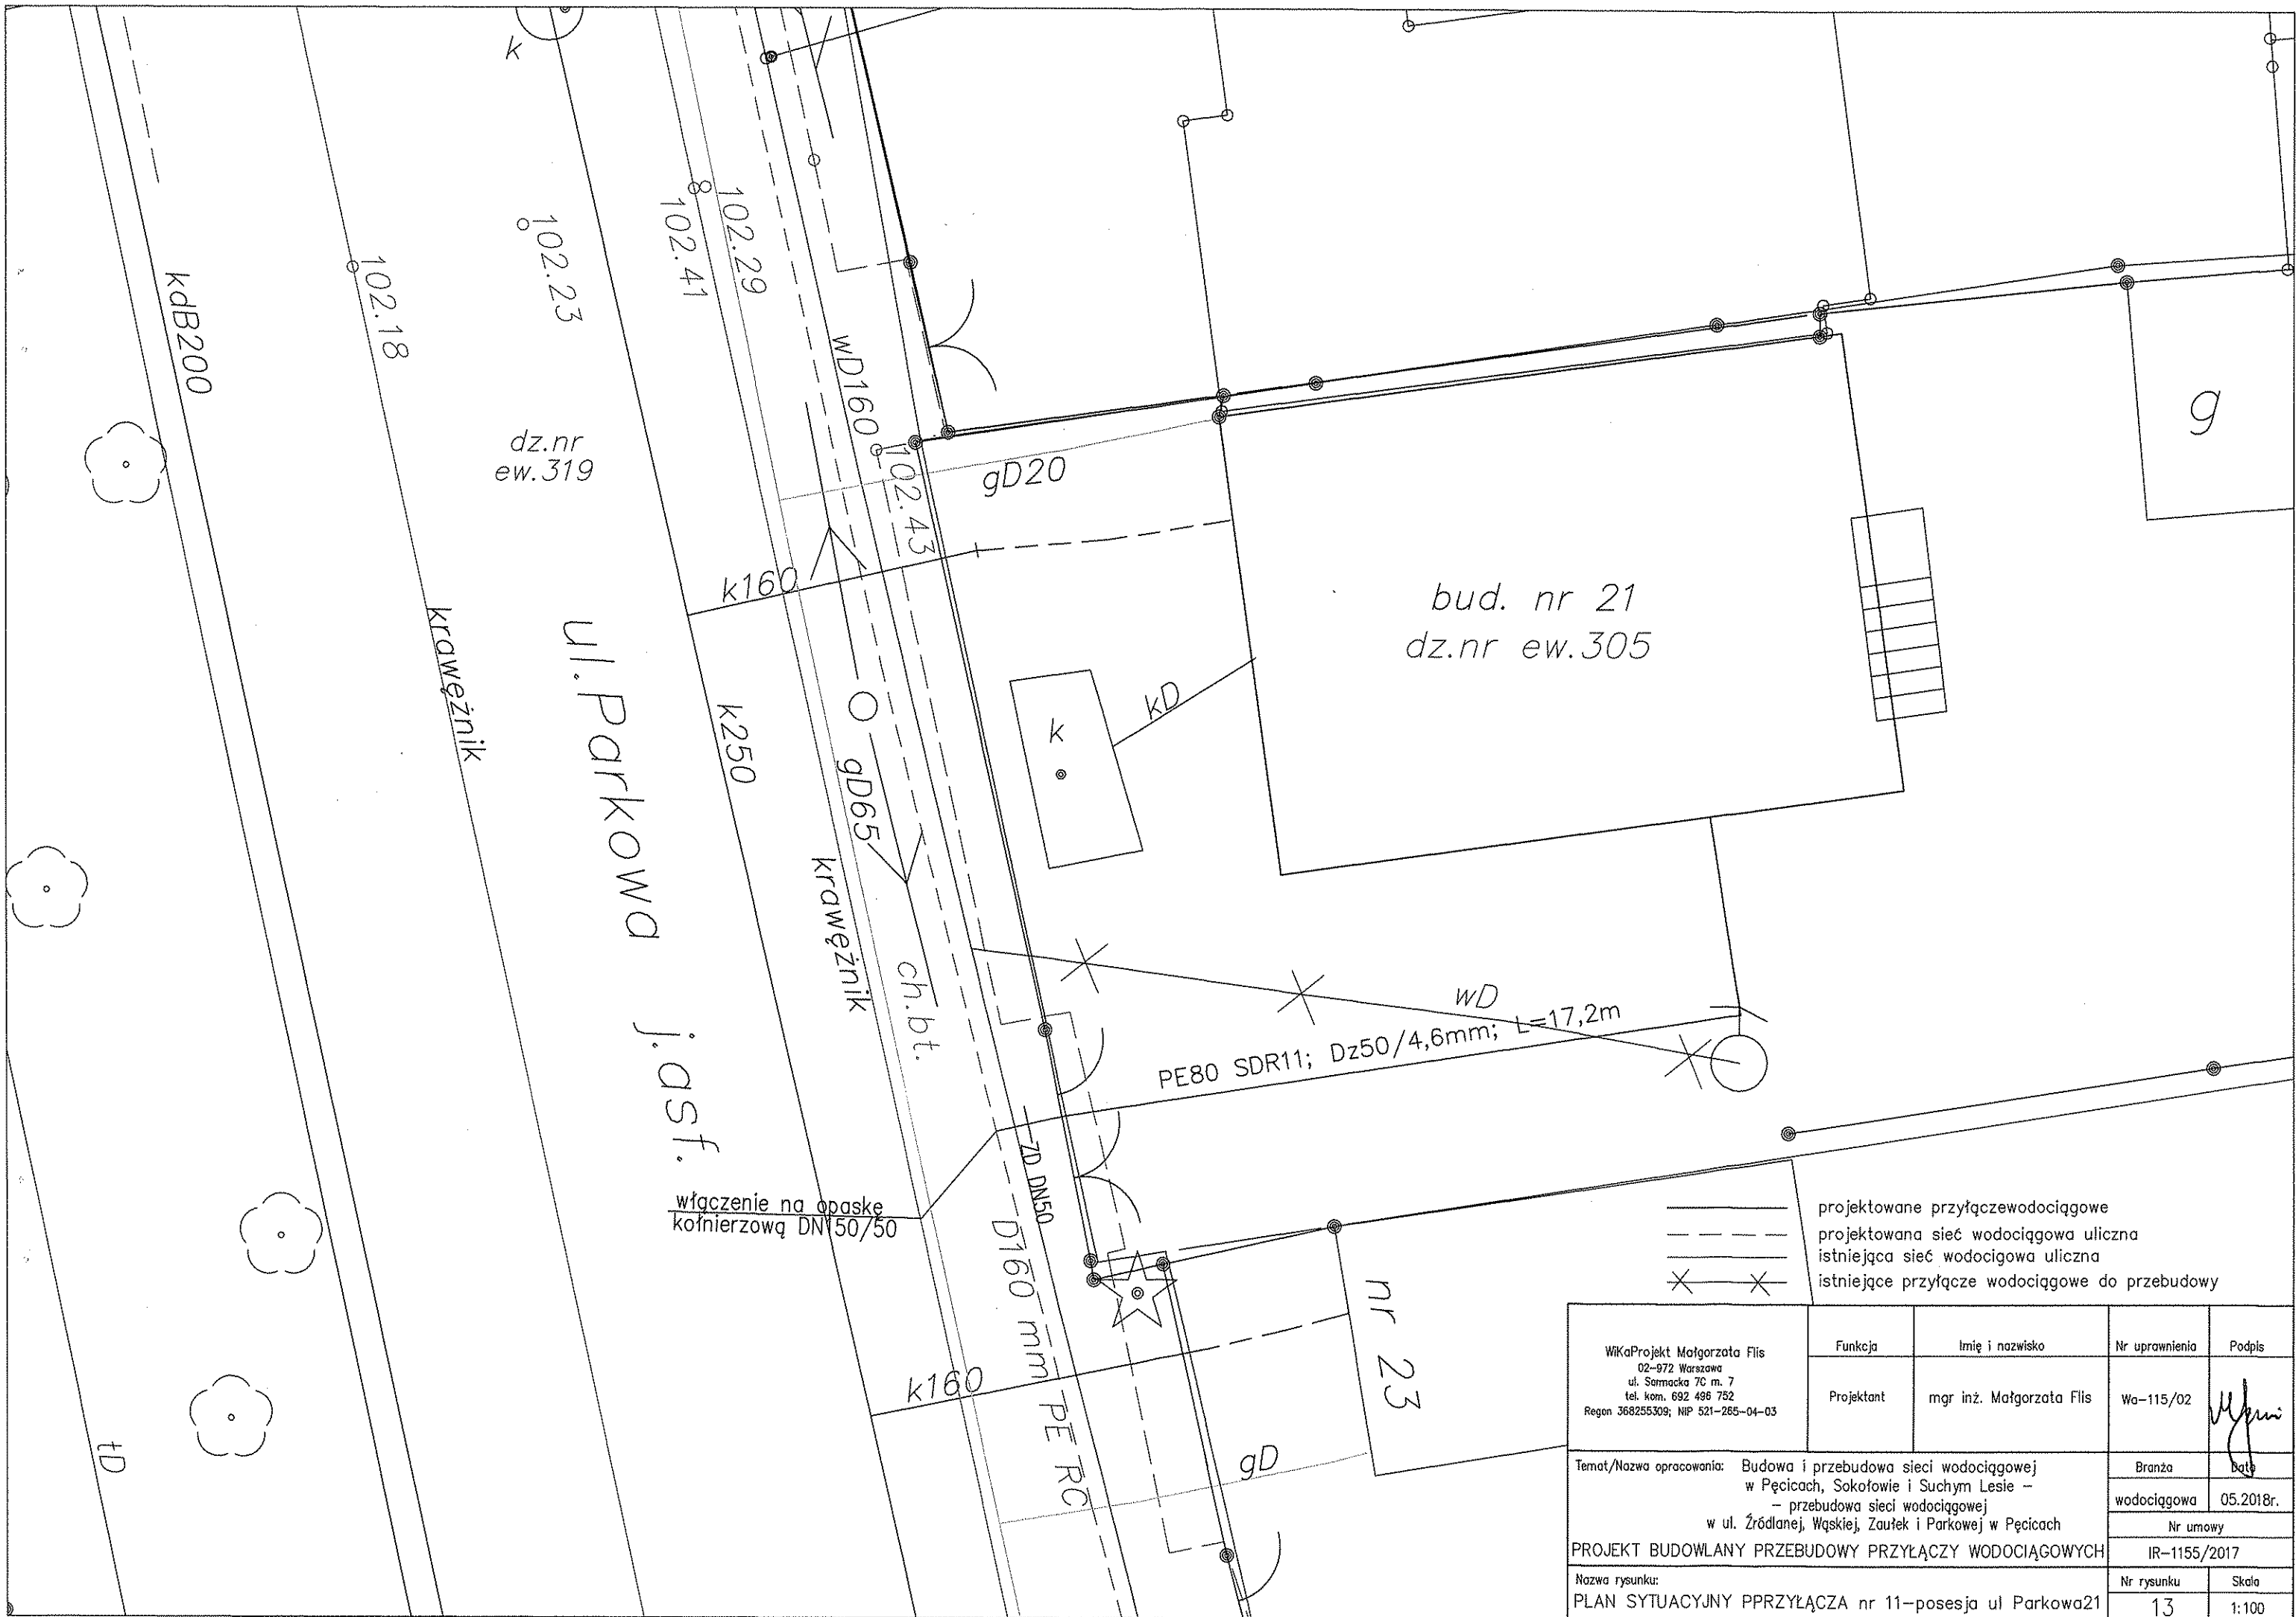 k
102.29
102.41
102.23
102.18
kdB200
wD160
dz.nr
ew.319
102.43
gD20
g
k160
bud. nr 21
dz.nr ew.305
krawężnik
ul.Parkowa j.asf.
k250
k
kD
gD65
krawężnik
ch.bt.
wD
PE80 SDR11; Dz50/4,6mm; L=17,2m
ZD DN50
włączenie na opaskę
kołnierzową DN150/50
D160 mm PE RC
nr 23
k160
gD
tD
projektowane przyłączewodociągowe
projektowana sieć wodociągowa uliczna
istniejąca sieć wodocigowa uliczna
istniejące przyłącze wodociągowe do przebudowy
WiKaProjekt Małgorzata Flis
02-972 Warszawa
ul. Sarmacka 7C m. 7
tel. kom. 692 496 752
Regon 368255309; NIP 521-265-04-03
Funkcja
Imię i nazwisko
Nr uprawnienia
Podpis
Projektant
mgr inż. Małgorzata Flis
Wa-115/02
Temat/Nazwa opracowania: Budowa i przebudowa sieci wodociągowej
w Pęcicach, Sokołowie i Suchym Lesie -
- przebudowa sieci wodociągowej
w ul. Źródlanej, Wąskiej, Zaułek i Parkowej w Pęcicach
PROJEKT BUDOWLANY PRZEBUDOWY PRZYŁĄCZY WODOCIĄGOWYCH
Branża
Data
wodociągowa
05.2018r.
Nr umowy
IR-1155/2017
Nazwa rysunku:
PLAN SYTUACYJNY PPRZYŁĄCZA nr 11-posesja ul Parkowa21
Nr rysunku
Skala
13
1:100